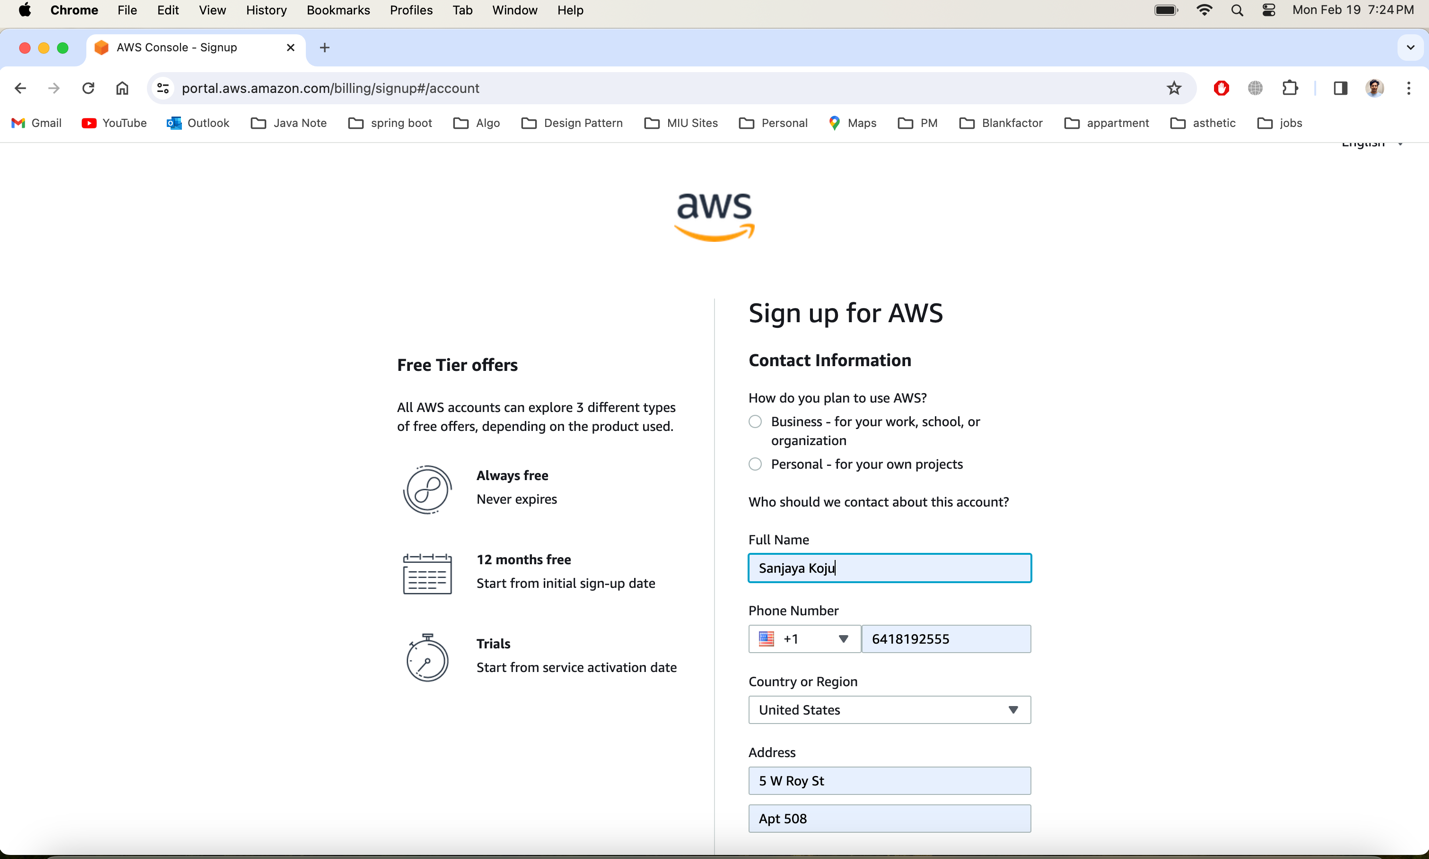 Chrome File Edit View History Bookmarks Profiles Tab Window Help Mon Feb 19 7:24 PM
AWS Console - Signup
portal.aws.amazon.com/billing/signup#/account
Gmail YouTube Outlook Java Note spring boot Algo Design Pattern MIU Sites Personal Maps PM Blankfactor appartment asthetic jobs
English
aws
Free Tier offers
All AWS accounts can explore 3 different types
of free offers, depending on the product used.
Always free
Never expires
12 months free
Start from initial sign-up date
Trials
Start from service activation date
Sign up for AWS
Contact Information
How do you plan to use AWS?
Business - for your work, school, or
organization
Personal - for your own projects
Who should we contact about this account?
Full Name
Sanjaya Koju
Phone Number
+1 6418192555
Country or Region
United States
Address
5 W Roy St
Apt 508